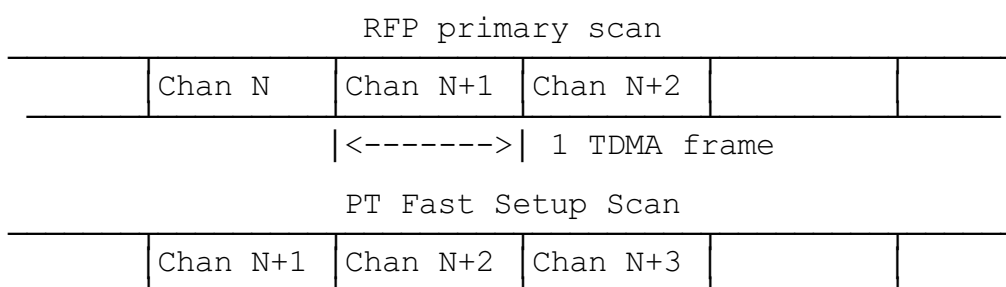 RFP primary scan
Chan N Chan N+1 Chan N+2
|<------->| 1 TDMA frame
PT Fast Setup Scan
Chan N+1 Chan N+2 Chan N+3